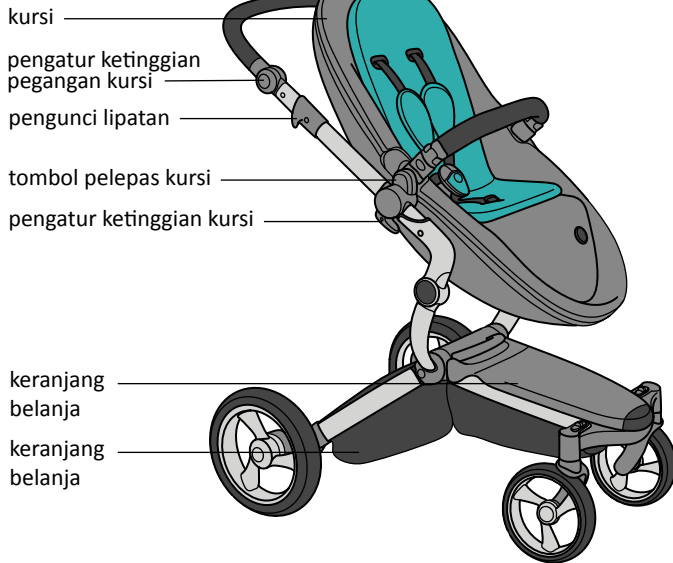 kursi
pengatur ketinggian
pegangan kursi
pengunci lipatan
tombol pelepas kursi
pengatur ketinggian kursi
keranjang
belanja
keranjang
belanja